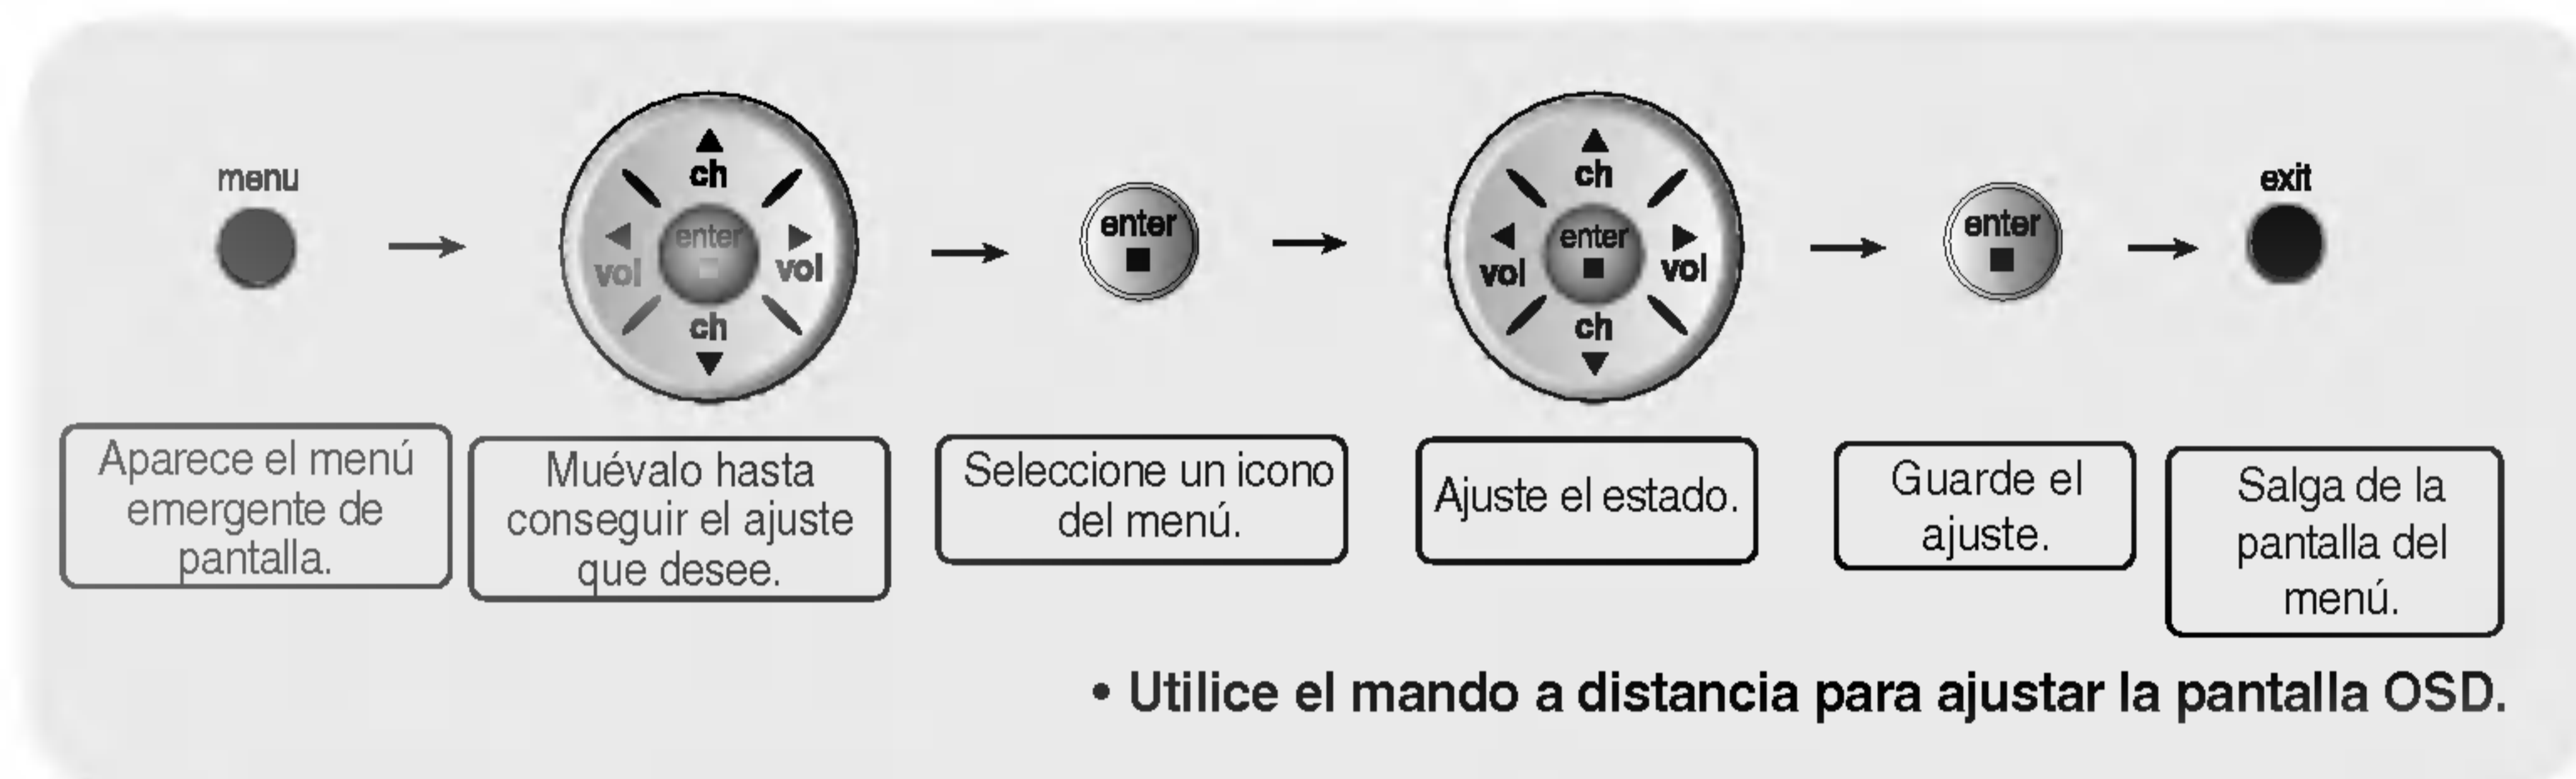 menu
▲
ch
◀ enter ▶
vol ■ vol
ch
▼
enter
■
▲
ch
◀ enter ▶
vol ■ vol
ch
▼
enter
■
exit
Aparece el menú
emergente de
pantalla.
Muévalo hasta
conseguir el ajuste
que desee.
Seleccione un icono
del menú.
Ajuste el estado.
Guarde el
ajuste.
Salga de la
pantalla del
menú.
• Utilice el mando a distancia para ajustar la pantalla OSD.